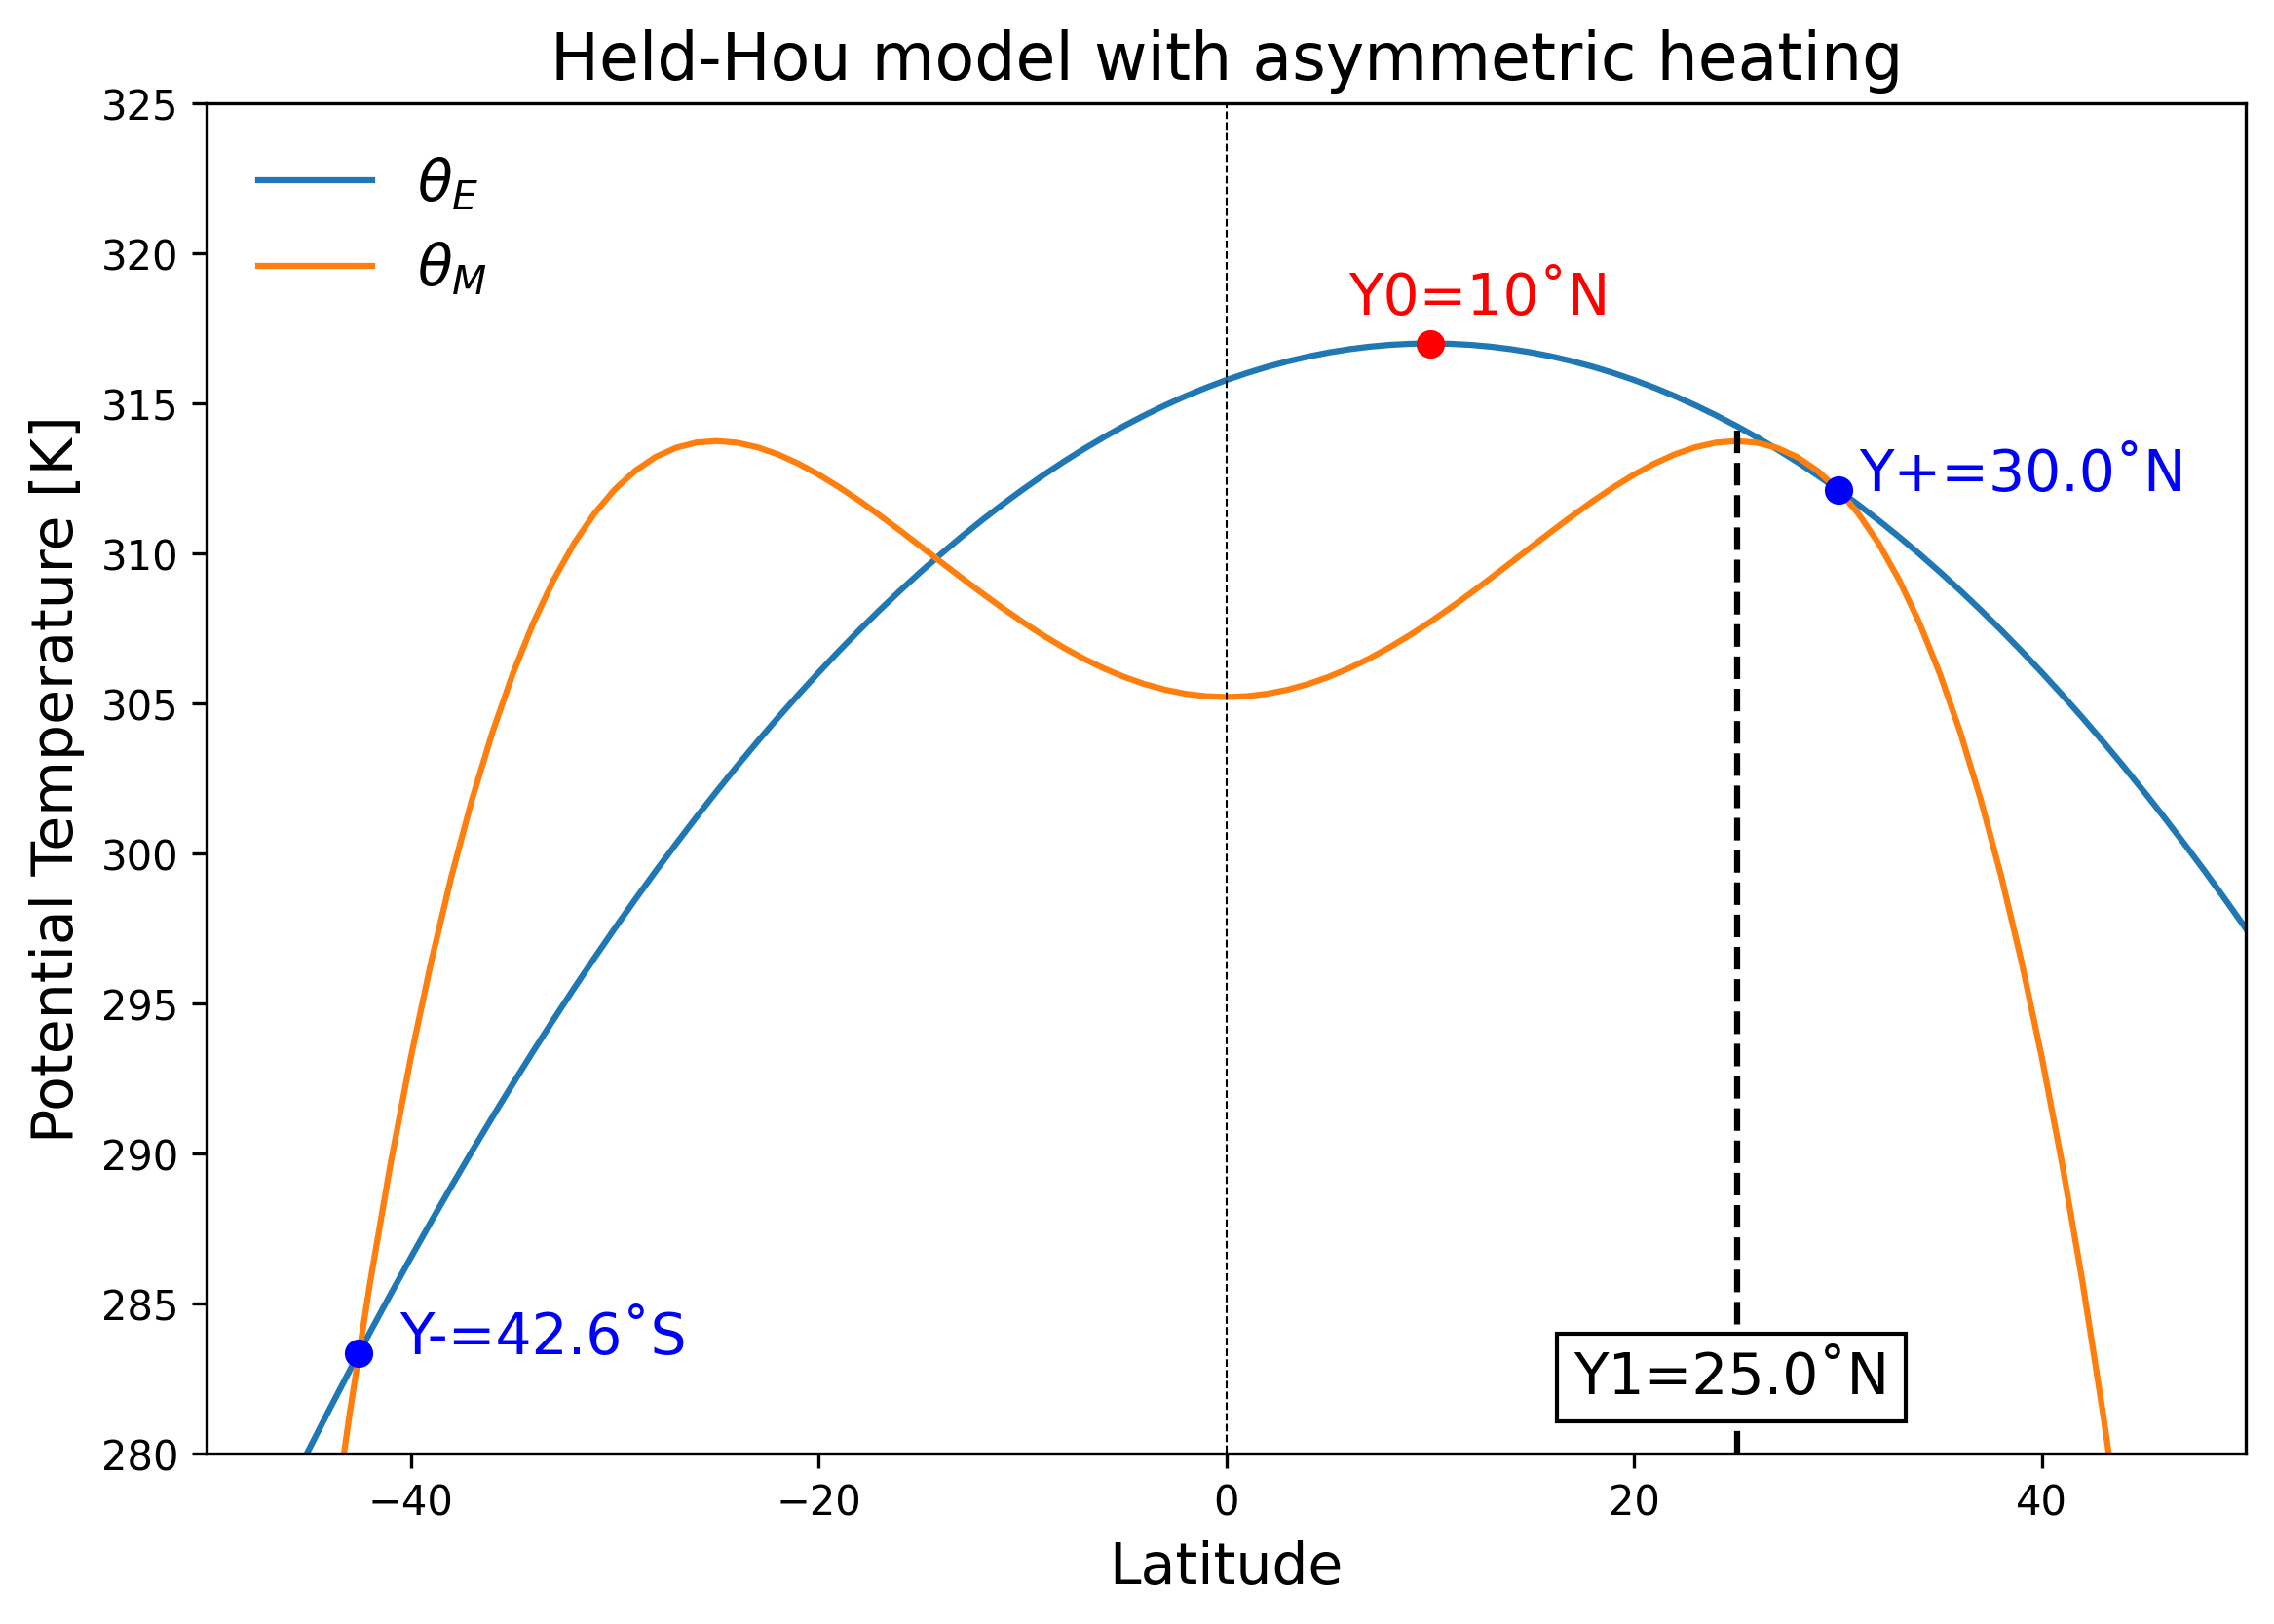 Held-Hou model with asymmetric heating
325
320
315
310
305
300
295
290
285
280
Potential Temperature [K]
θE
θM
Y0=10˚N
Y+=30.0˚N
Y-=42.6˚S
Y1=25.0˚N
−40
−20
0
20
40
Latitude